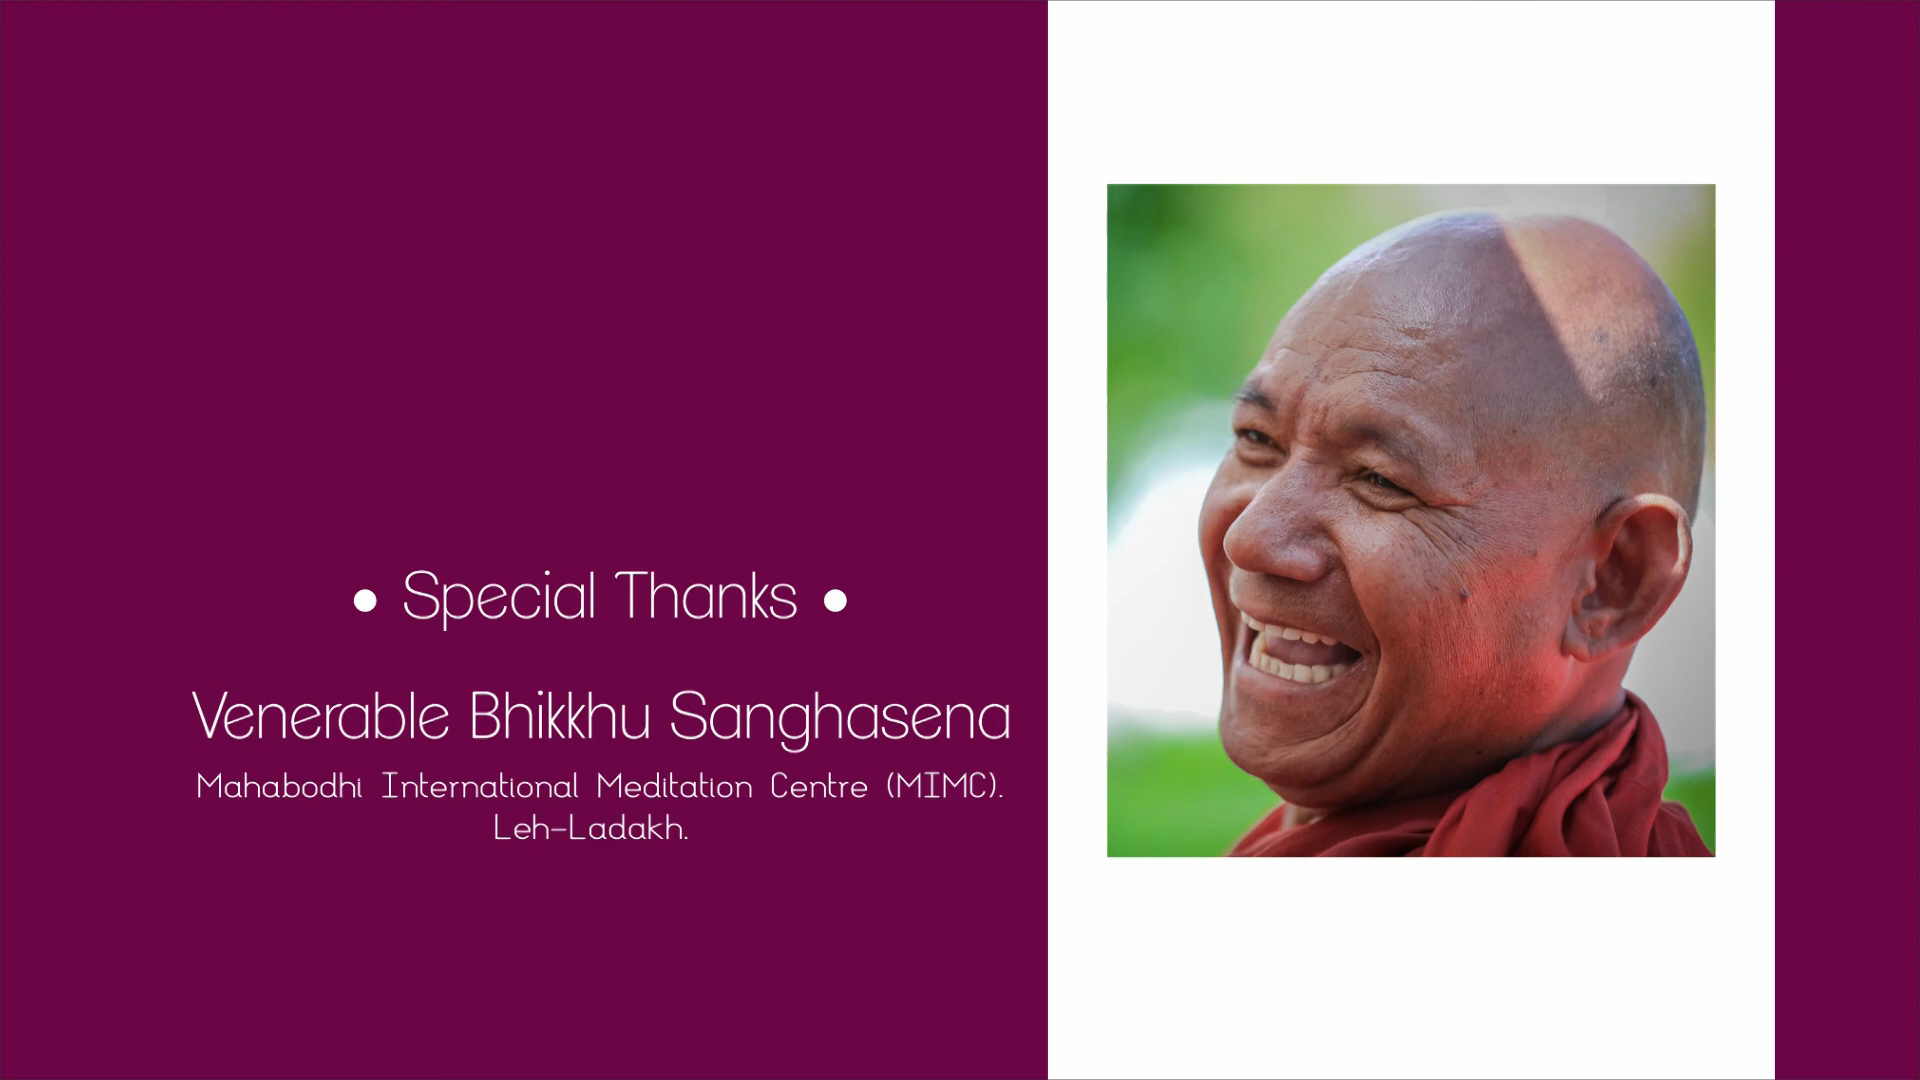 • Special Thanks •
Venerable Bhikkhu Sanghasena
Mahabodhi International Meditation Centre (MIMC).
Leh-Ladakh.